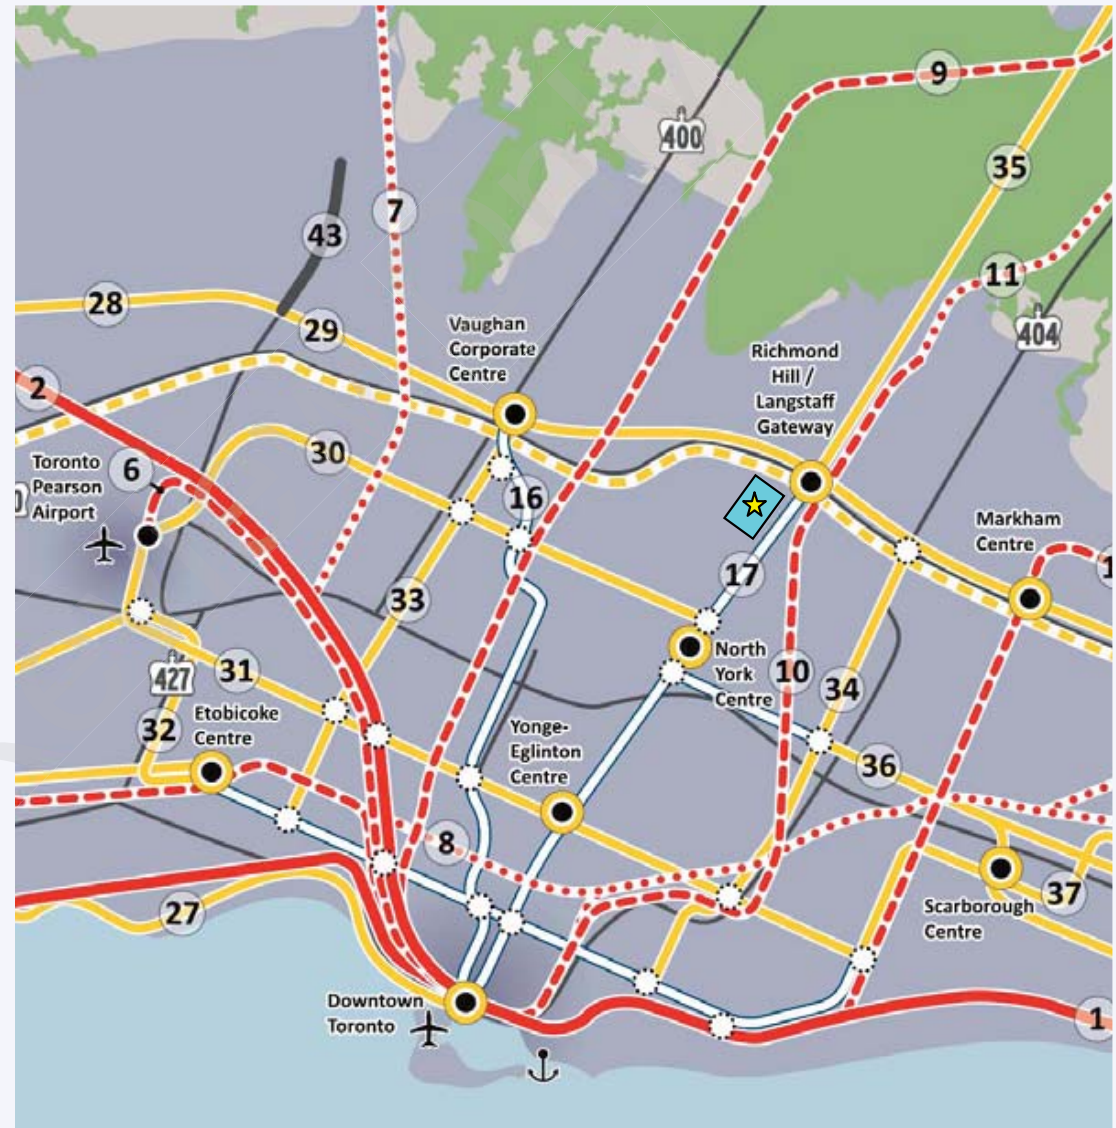 9
400
35
7
43
11
28
29
404
Vaughan
Corporate
Centre
Richmond
Hill /
Langstaff
Gateway
2
30
Toronto
Pearson
Airport
6
0
16
Markham
Centre
1
17
33
North
York
Centre
427
31
10
34
Etobicoke
Centre
32
Yonge-
Eglinton
Centre
36
8
37
27
Scarborough
Centre
Downtown
Toronto
1